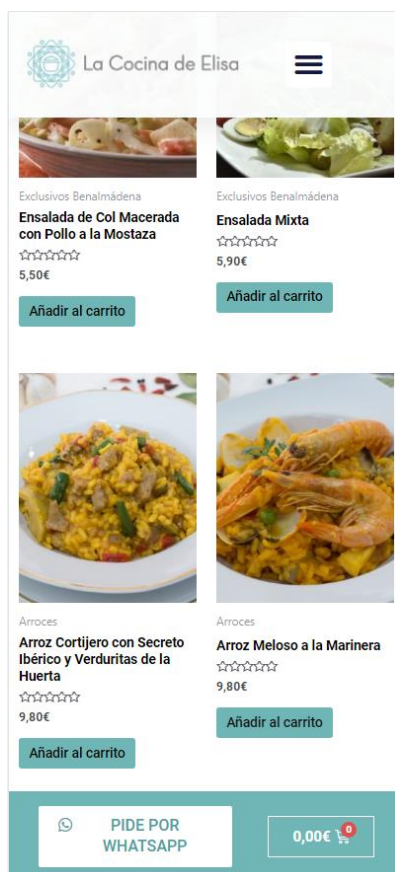 La Cocina de Elisa
Exclusivos Benalmádena
Ensalada de Col Macerada
con Pollo a la Mostaza
5,50€
Añadir al carrito
Exclusivos Benalmádena
Ensalada Mixta
5,90€
Añadir al carrito
Arroces
Arroz Cortijero con Secreto
Ibérico y Verduritas de la
Huerta
9,80€
Añadir al carrito
Arroces
Arroz Meloso a la Marinera
9,80€
Añadir al carrito
PIDE POR
WHATSAPP
0,00€ 0